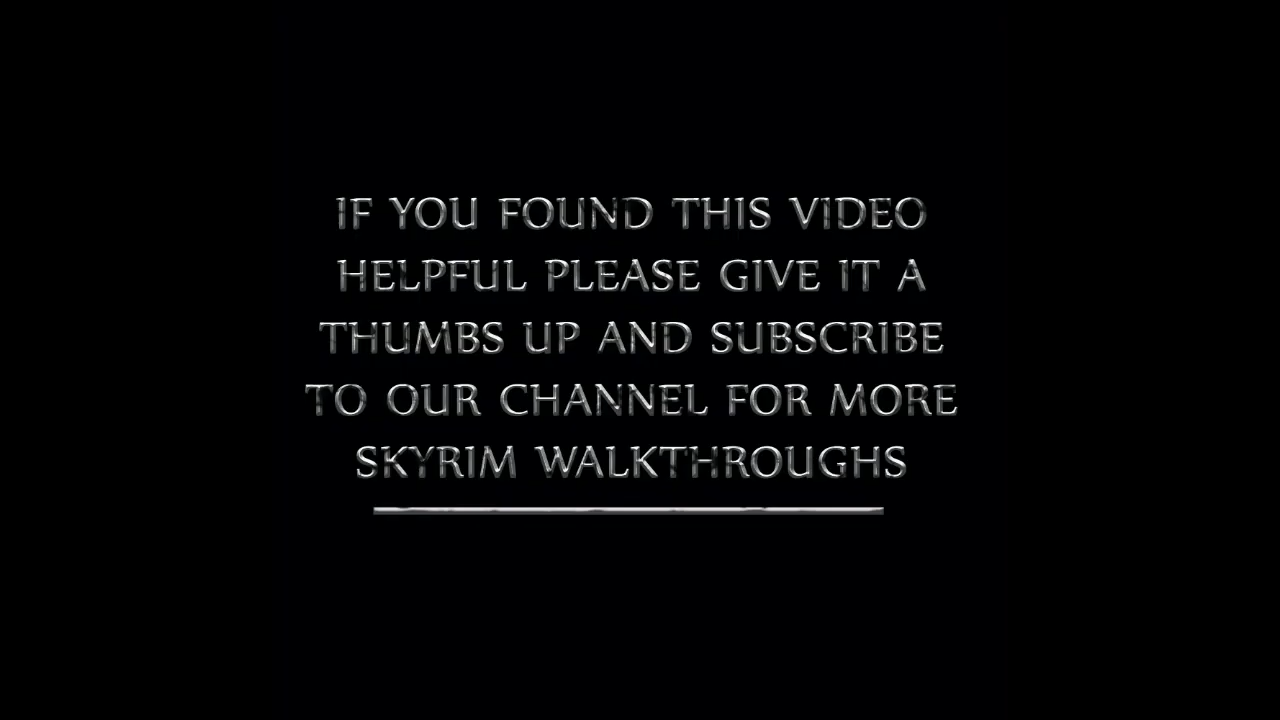 IF YOU FOUND THIS VIDEO
HELPFUL PLEASE GIVE IT A
THUMBS UP AND SUBSCRIBE
TO OUR CHANNEL FOR MORE
SKYRIM WALKTHROUGHS